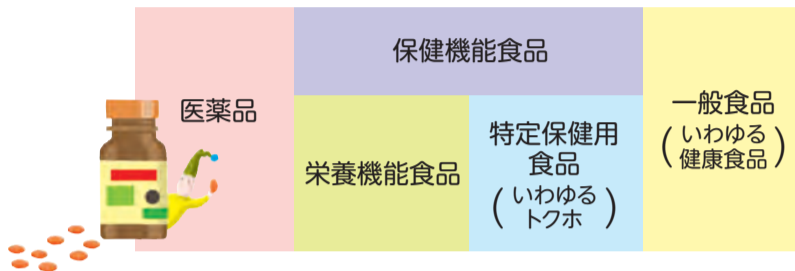 医薬品
保健機能食品
栄養機能食品
特定保健用
食品
(いわゆる
トクホ)
一般食品
(いわゆる
健康食品)